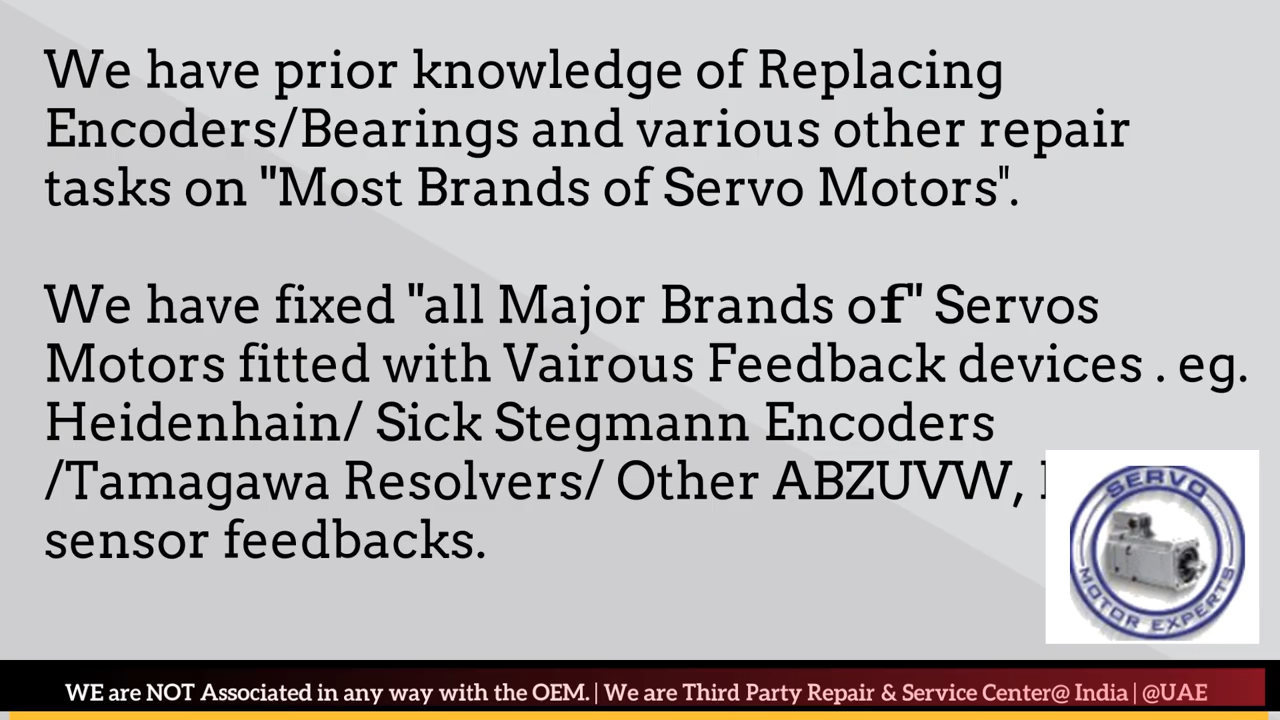 We have prior knowledge of Replacing
Encoders/Bearings and various other repair
tasks on "Most Brands of Servo Motors".
We have fixed "all Major Brands of" Servos
Motors fitted with Vairous Feedback devices . eg.
Heidenhain/ Sick Stegmann Encoders
/Tamagawa Resolvers/ Other ABZUVW,
sensor feedbacks.
SERVO
MOTOR EXPERTS
WE are NOT Associated in any way with the OEM. | We are Third Party Repair & Service Center@ India | @UAE